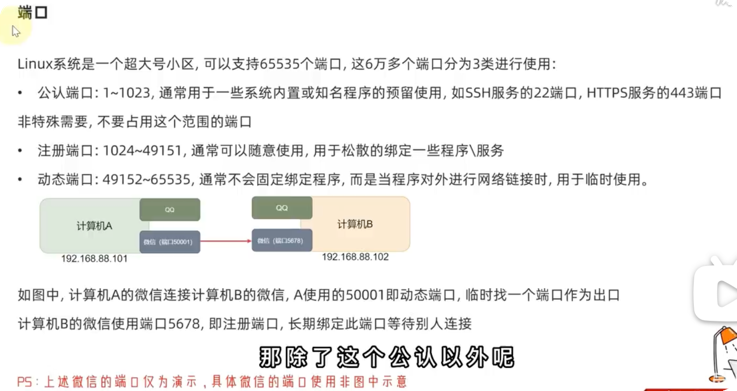 端口
Linux系统是一个超大号小区, 可以支持65535个端口, 这6万多个端口分为3类进行使用:
• 公认端口: 1~1023, 通常用于一些系统内置或知名程序的预留使用, 如SSH服务的22端口, HTTPS服务的443端口
非特殊需要, 不要占用这个范围的端口
• 注册端口: 1024~49151, 通常可以随意使用, 用于松散的绑定一些程序\服务
• 动态端口: 49152~65535, 通常不会固定绑定程序, 而是当程序对外进行网络链接时, 用于临时使用。
QQ
QQ
计算机A
计算机B
微信 (端口50001)
微信 (端口5678)
192.168.88.101
192.168.88.102
如图中, 计算机A的微信连接计算机B的微信, A使用的50001即动态端口, 临时找一个端口作为出口
计算机B的微信使用端口5678, 即注册端口, 长期绑定此端口等待别人连接
那除了这个公认以外呢
PS: 上述微信的端口仅为演示, 具体微信的端口使用非图中示意